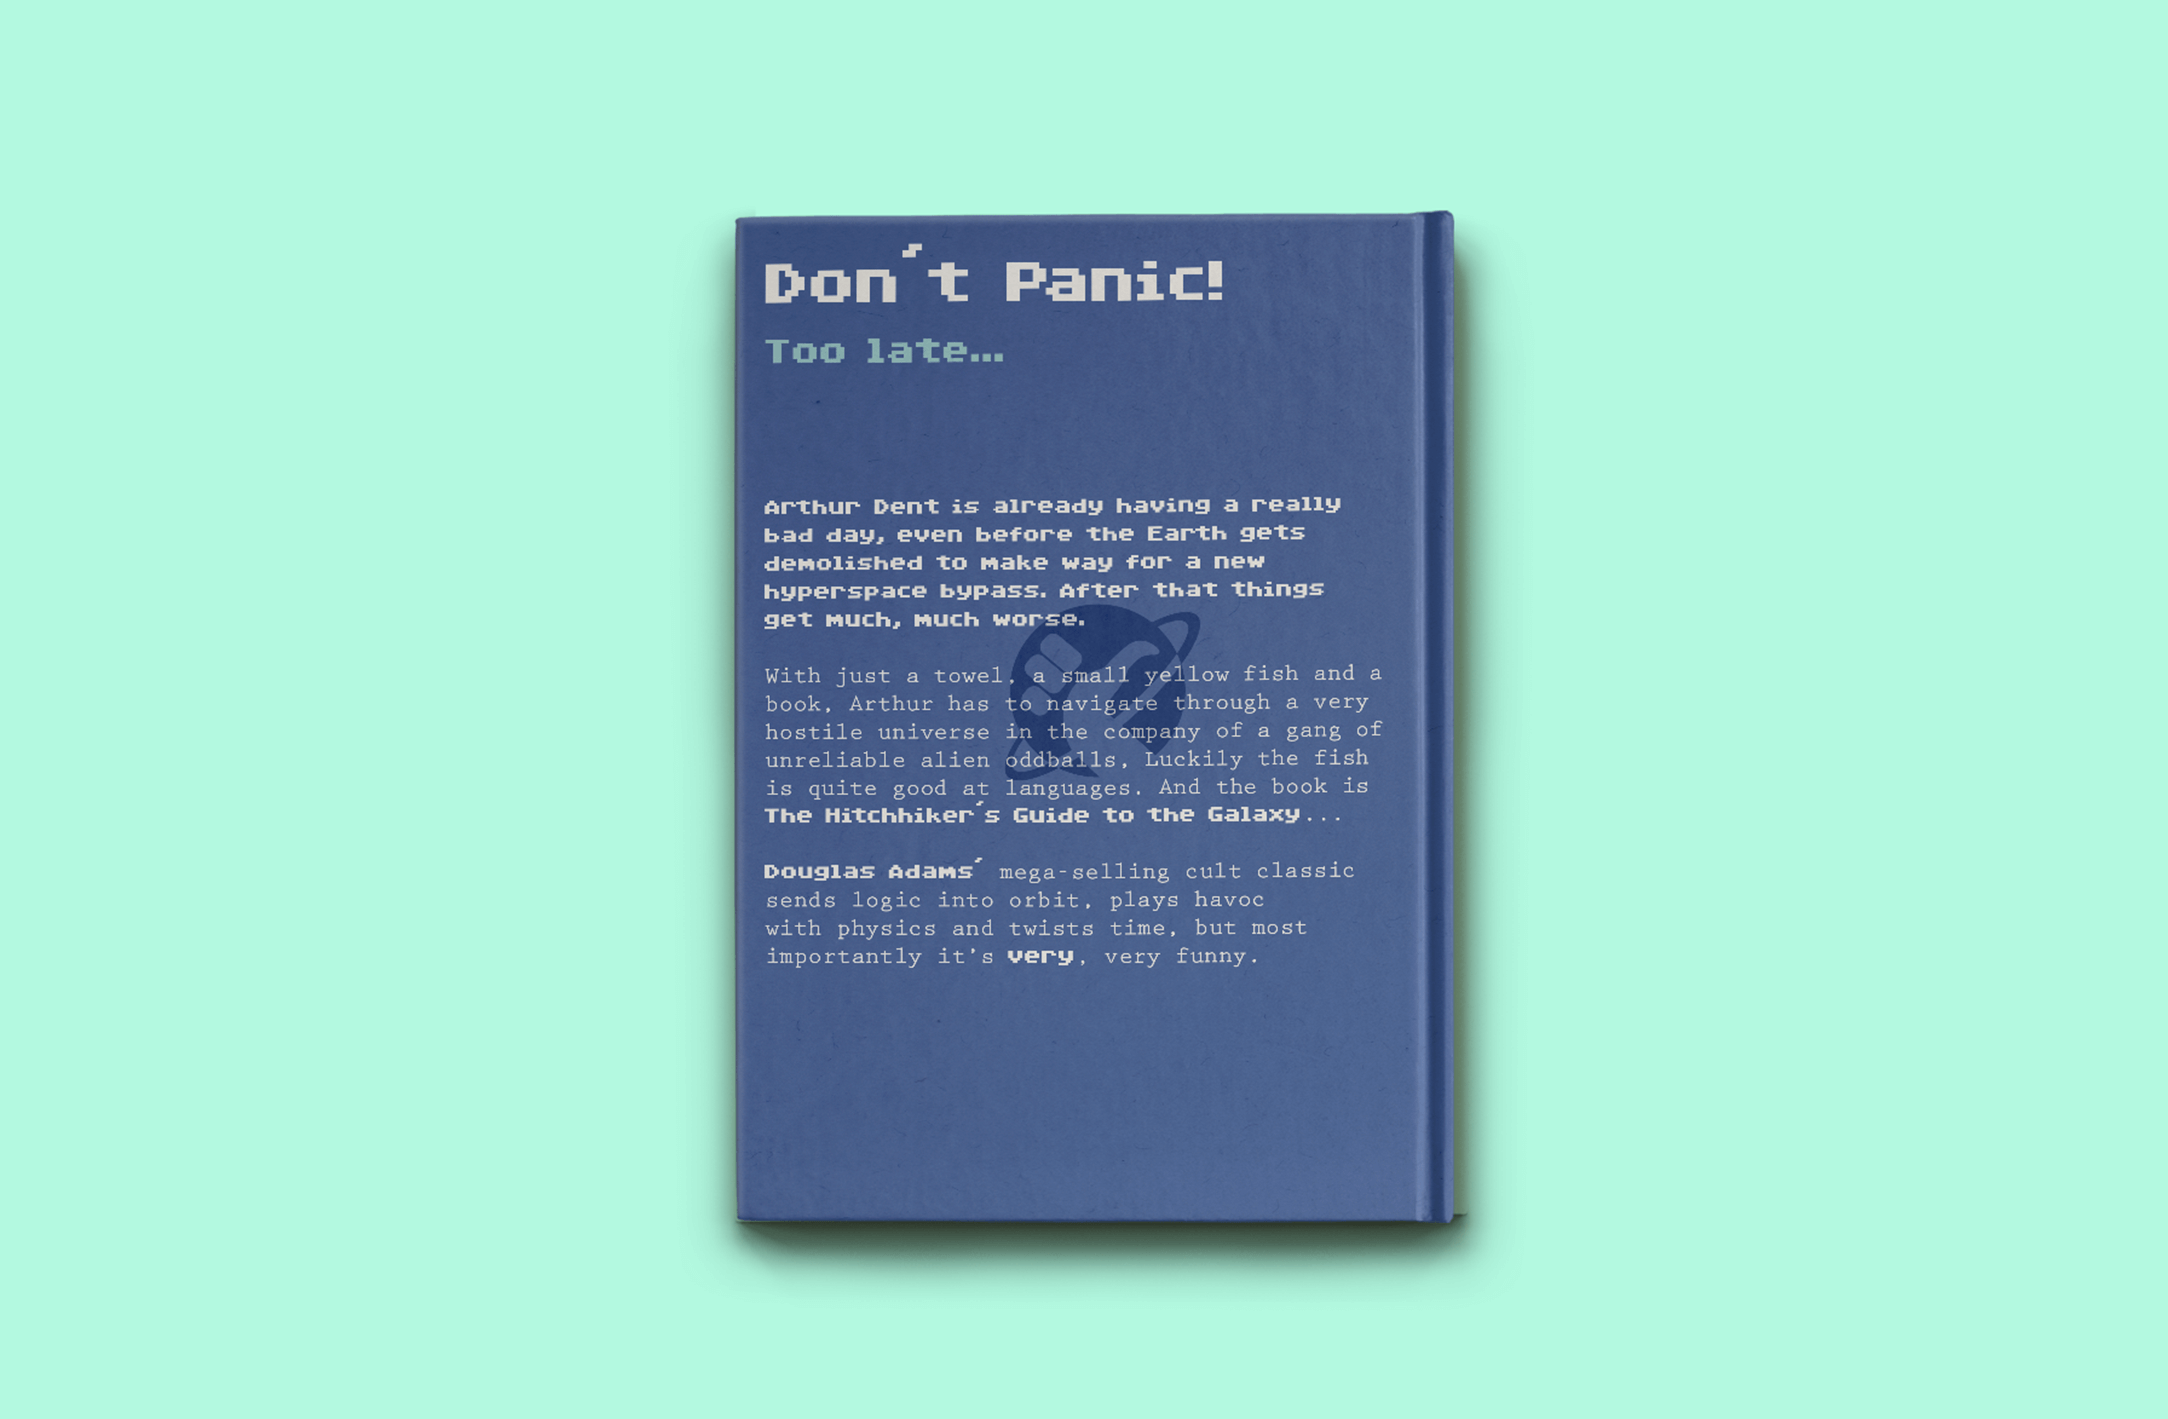 Don´t Panic!
Too late…
Arthur Dent is already having a really
bad day, even before the Earth gets
demolished to make way for a new
hyperspace bypass. After that things
get much, much worse.
With just a towel, a small yellow fish and a
book, Arthur has to navigate through a very
hostile universe in the company of a gang of
unreliable alien oddballs, Luckily the fish
is quite good at languages. And the book is
The Hitchhiker´s Guide to the Galaxy...
Douglas Adams´ mega-selling cult classic
sends logic into orbit, plays havoc
with physics and twists time, but most
importantly it’s very, very funny.